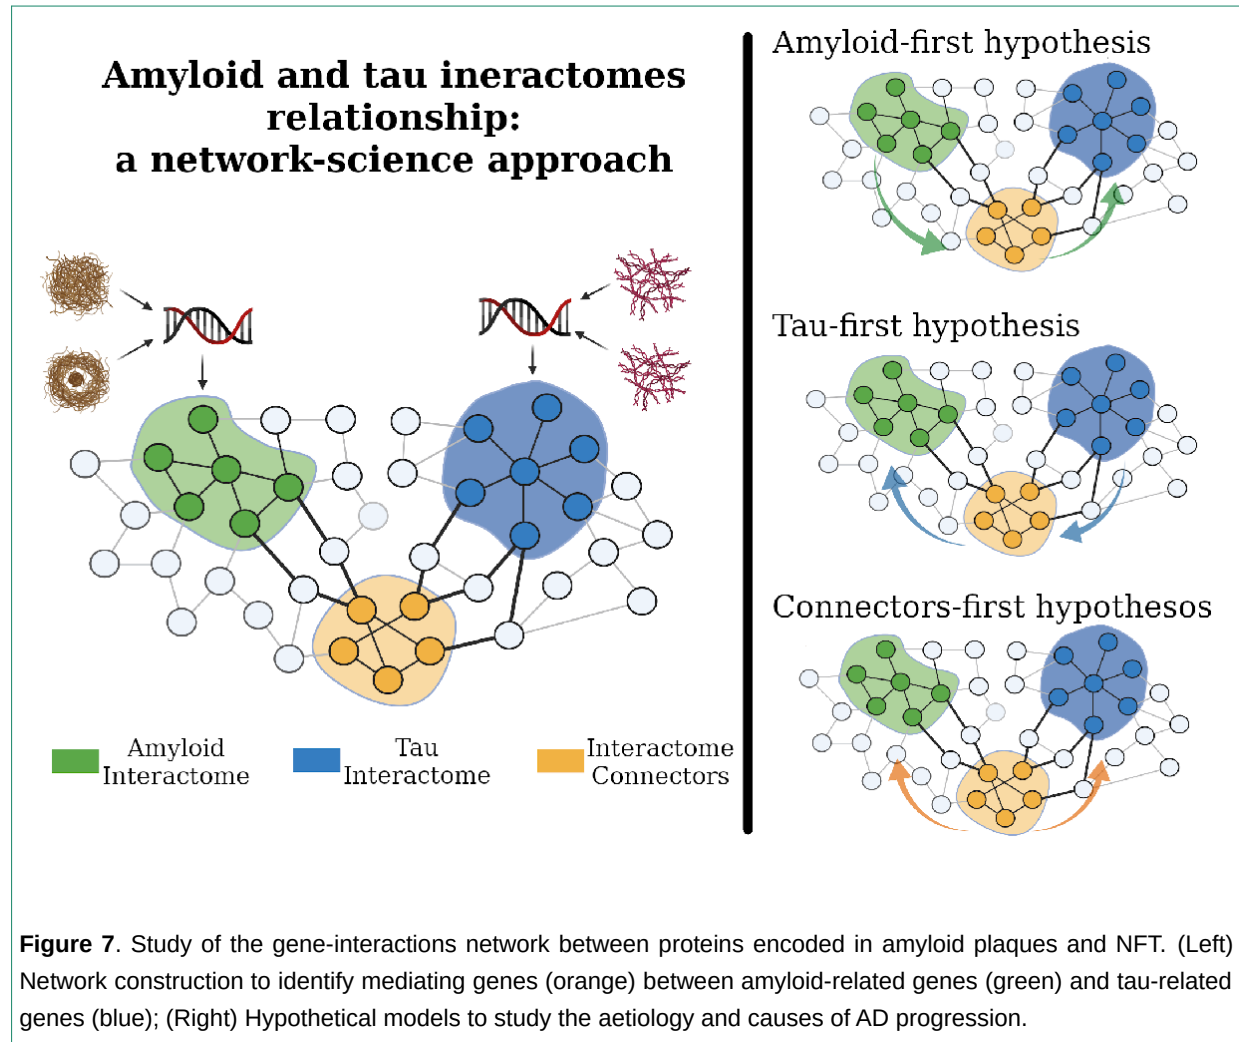 Amyloid and tau ineractomes
relationship:
a network-science approach
Amyloid
Interactome
Tau
Interactome
Interactome
Connectors
Amyloid-first hypothesis
Tau-first hypothesis
Connectors-first hypothesos
Figure 7. Study of the gene-interactions network between proteins encoded in amyloid plaques and NFT. (Left)
Network construction to identify mediating genes (orange) between amyloid-related genes (green) and tau-related
genes (blue); (Right) Hypothetical models to study the aetiology and causes of AD progression.